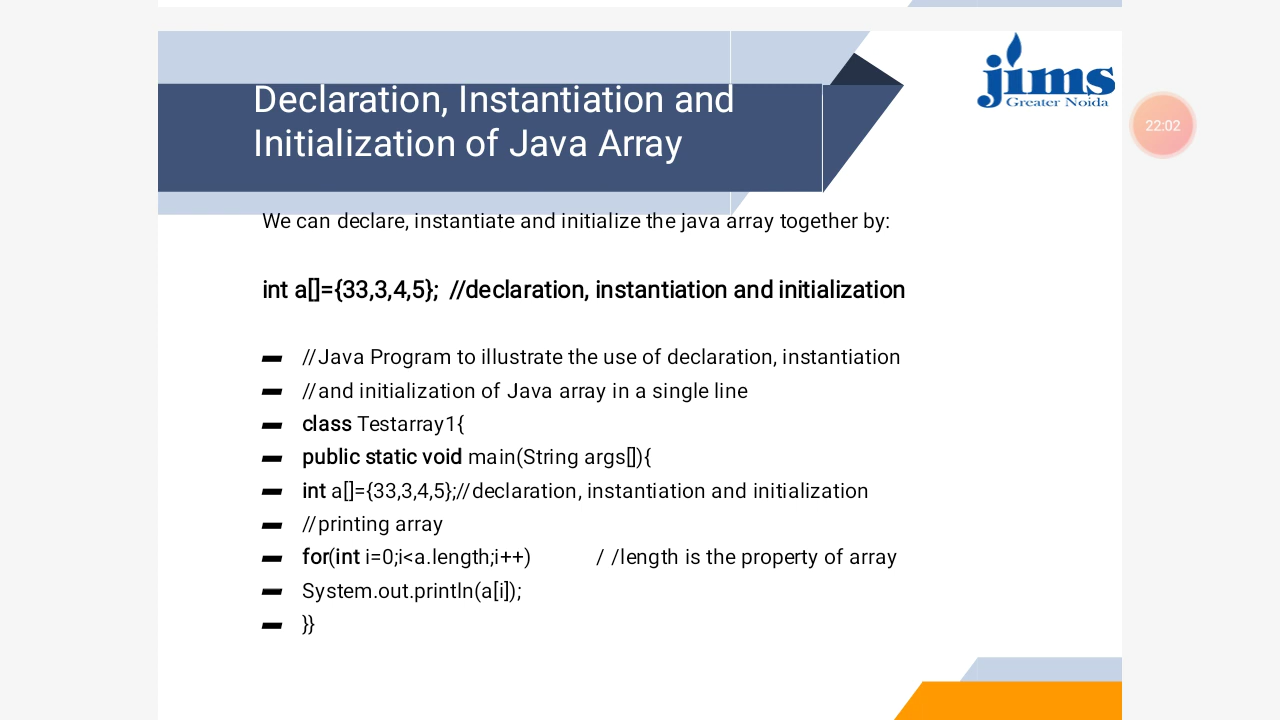 jims
Greater Noida
22:02
Declaration, Instantiation and
Initialization of Java Array
We can declare, instantiate and initialize the java array together by:
int a[]={33,3,4,5};  //declaration, instantiation and initialization
//Java Program to illustrate the use of declaration, instantiation
//and initialization of Java array in a single line
class Testarray1{
public static void main(String args[]){
int a[]={33,3,4,5};//declaration, instantiation and initialization
//printing array
for(int i=0;i<a.length;i++) / /length is the property of array
System.out.println(a[i]);
}}